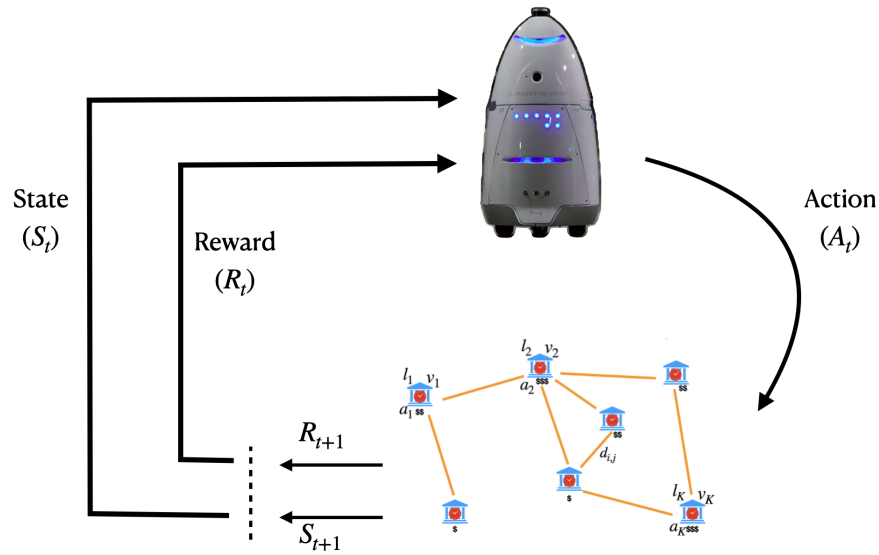 State
(S_t)
Reward
(R_t)
Action
(A_t)
l_1 v_1
a_1 $$
l_2 v_2
a_2 $$$
$$
$$
d_{i,j}
$
l_K v_K
a_K $$$
$
R_{t+1}
S_{t+1}